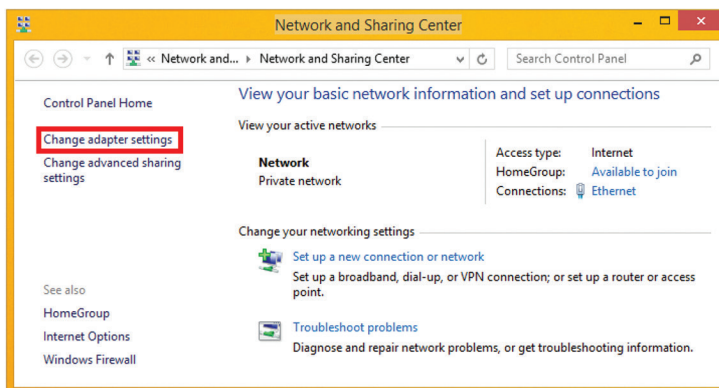 Network and Sharing Center
« Network and... ▸ Network and Sharing Center
Search Control Panel
Control Panel Home
Change adapter settings
Change advanced sharing
settings
See also
HomeGroup
Internet Options
Windows Firewall
View your basic network information and set up connections
View your active networks
Network
Private network
Access type: Internet
HomeGroup: Available to join
Connections: Ethernet
Change your networking settings
Set up a new connection or network
Set up a broadband, dial-up, or VPN connection; or set up a router or access
point.
Troubleshoot problems
Diagnose and repair network problems, or get troubleshooting information.